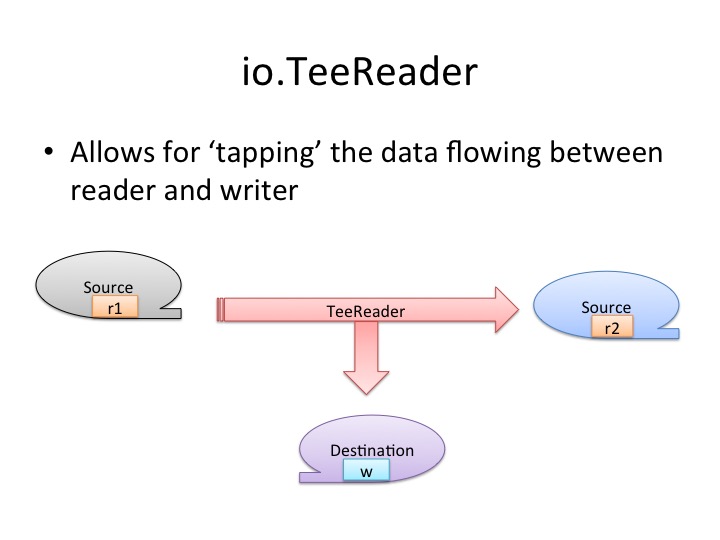 io.TeeReader
• Allows for ‘tapping’ the data flowing between
reader and writer
Source
r1
TeeReader
Source
r2
Destination
w